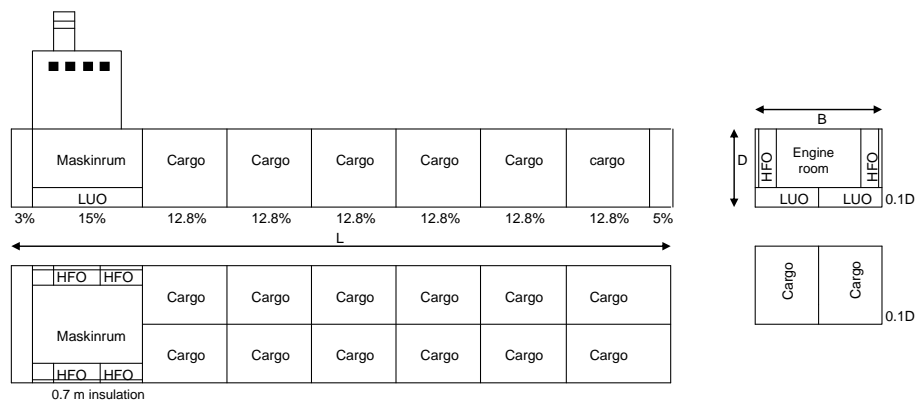 B
Maskinrum Cargo Cargo Cargo Cargo Cargo cargo
D
HFO
Engine
room
HFO
LUO
LUO LUO
0.1D
3% 15% 12.8% 12.8% 12.8% 12.8% 12.8% 12.8% 5%
L
HFO HFO
Cargo Cargo Cargo Cargo Cargo Cargo
Cargo Cargo
0.1D
Maskinrum
Cargo Cargo Cargo Cargo Cargo Cargo
HFO HFO
0.7 m insulation